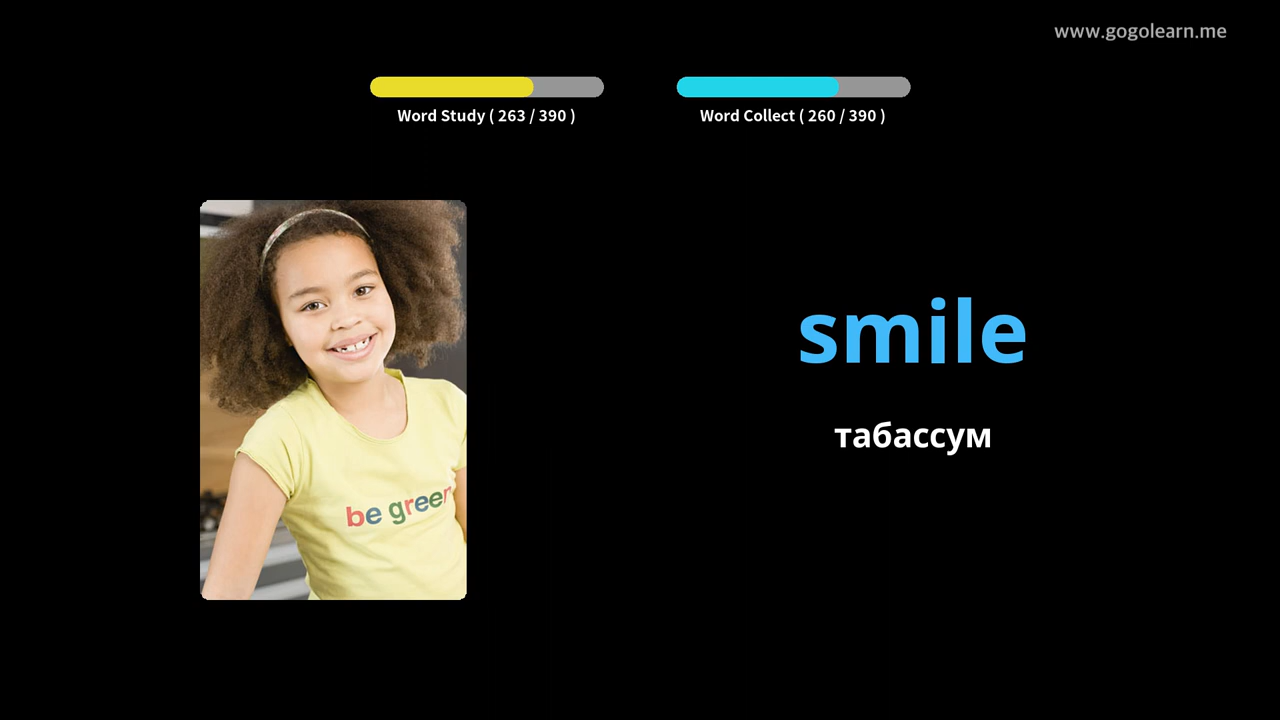 www.gogolearn.me
Word Study ( 263 / 390 )
Word Collect ( 260 / 390 )
smile
табассум
be green